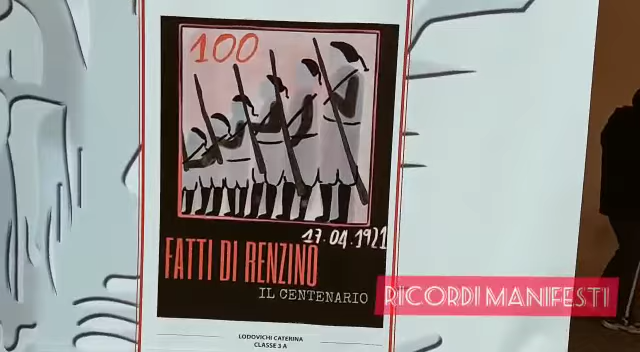 100
17.04.1921
FATTI DI RENZINO
IL CENTENARIO
RICORDI MANIFESTI
LODOVICHI CATERINA
CLASSE 3 A